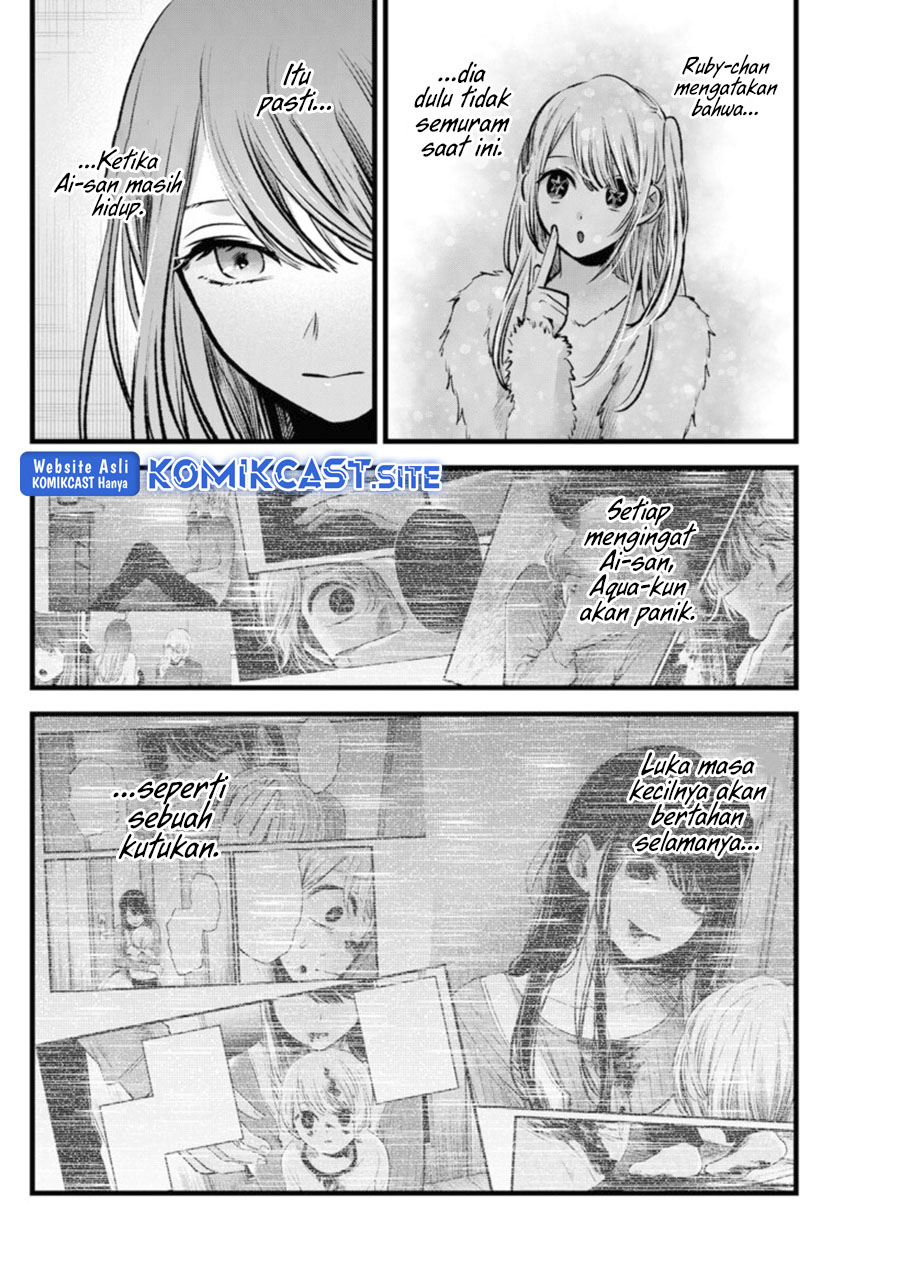 Ruby-chan
mengatakan
bahwa...
...dia
dulu tidak
semuram
saat ini.
Itu
pasti...
...Ketika
Ai-san masih
hidup.
Website Asli
KOMIKCAST Hanya
KOMIKCAST.SITE
Setiap
mengingat
Ai-san,
Aqua-kun
akan panik.
Luka masa
kecilnya akan
bertahan
selamanya...
...seperti
sebuah
kutukan.